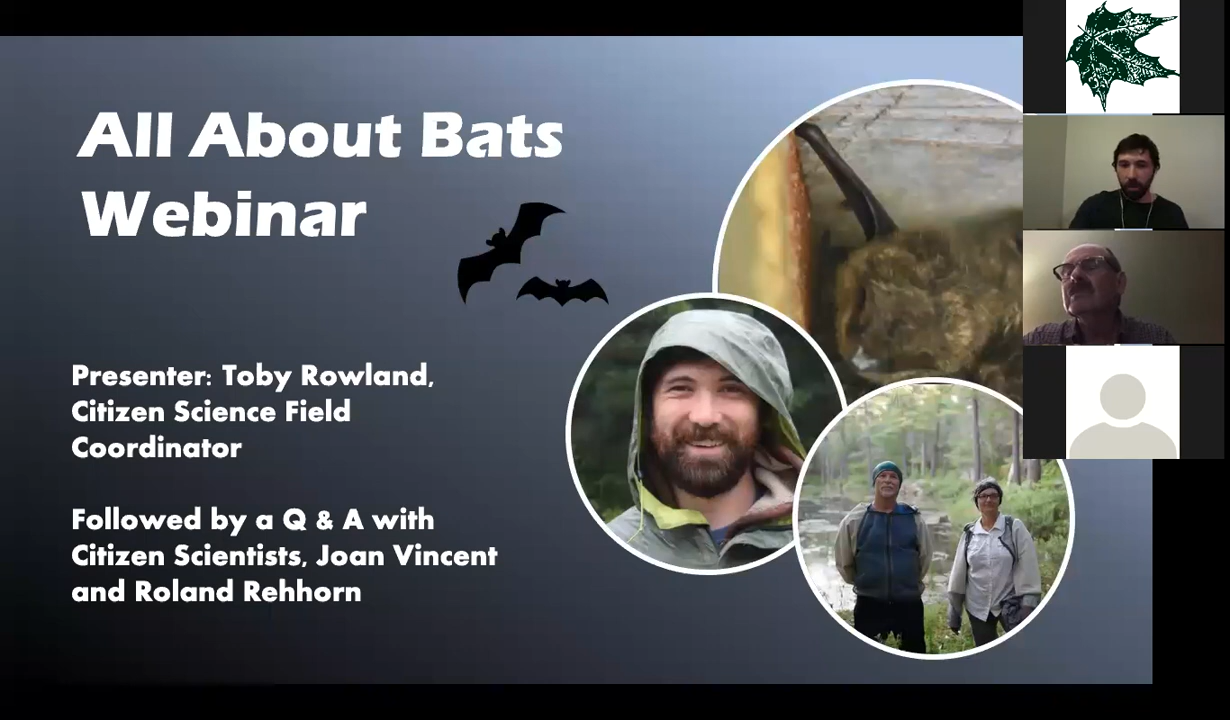 All About Bats
Webinar
Presenter: Toby Rowland,
Citizen Science Field
Coordinator
Followed by a Q & A with
Citizen Scientists, Joan Vincent
and Roland Rehhorn